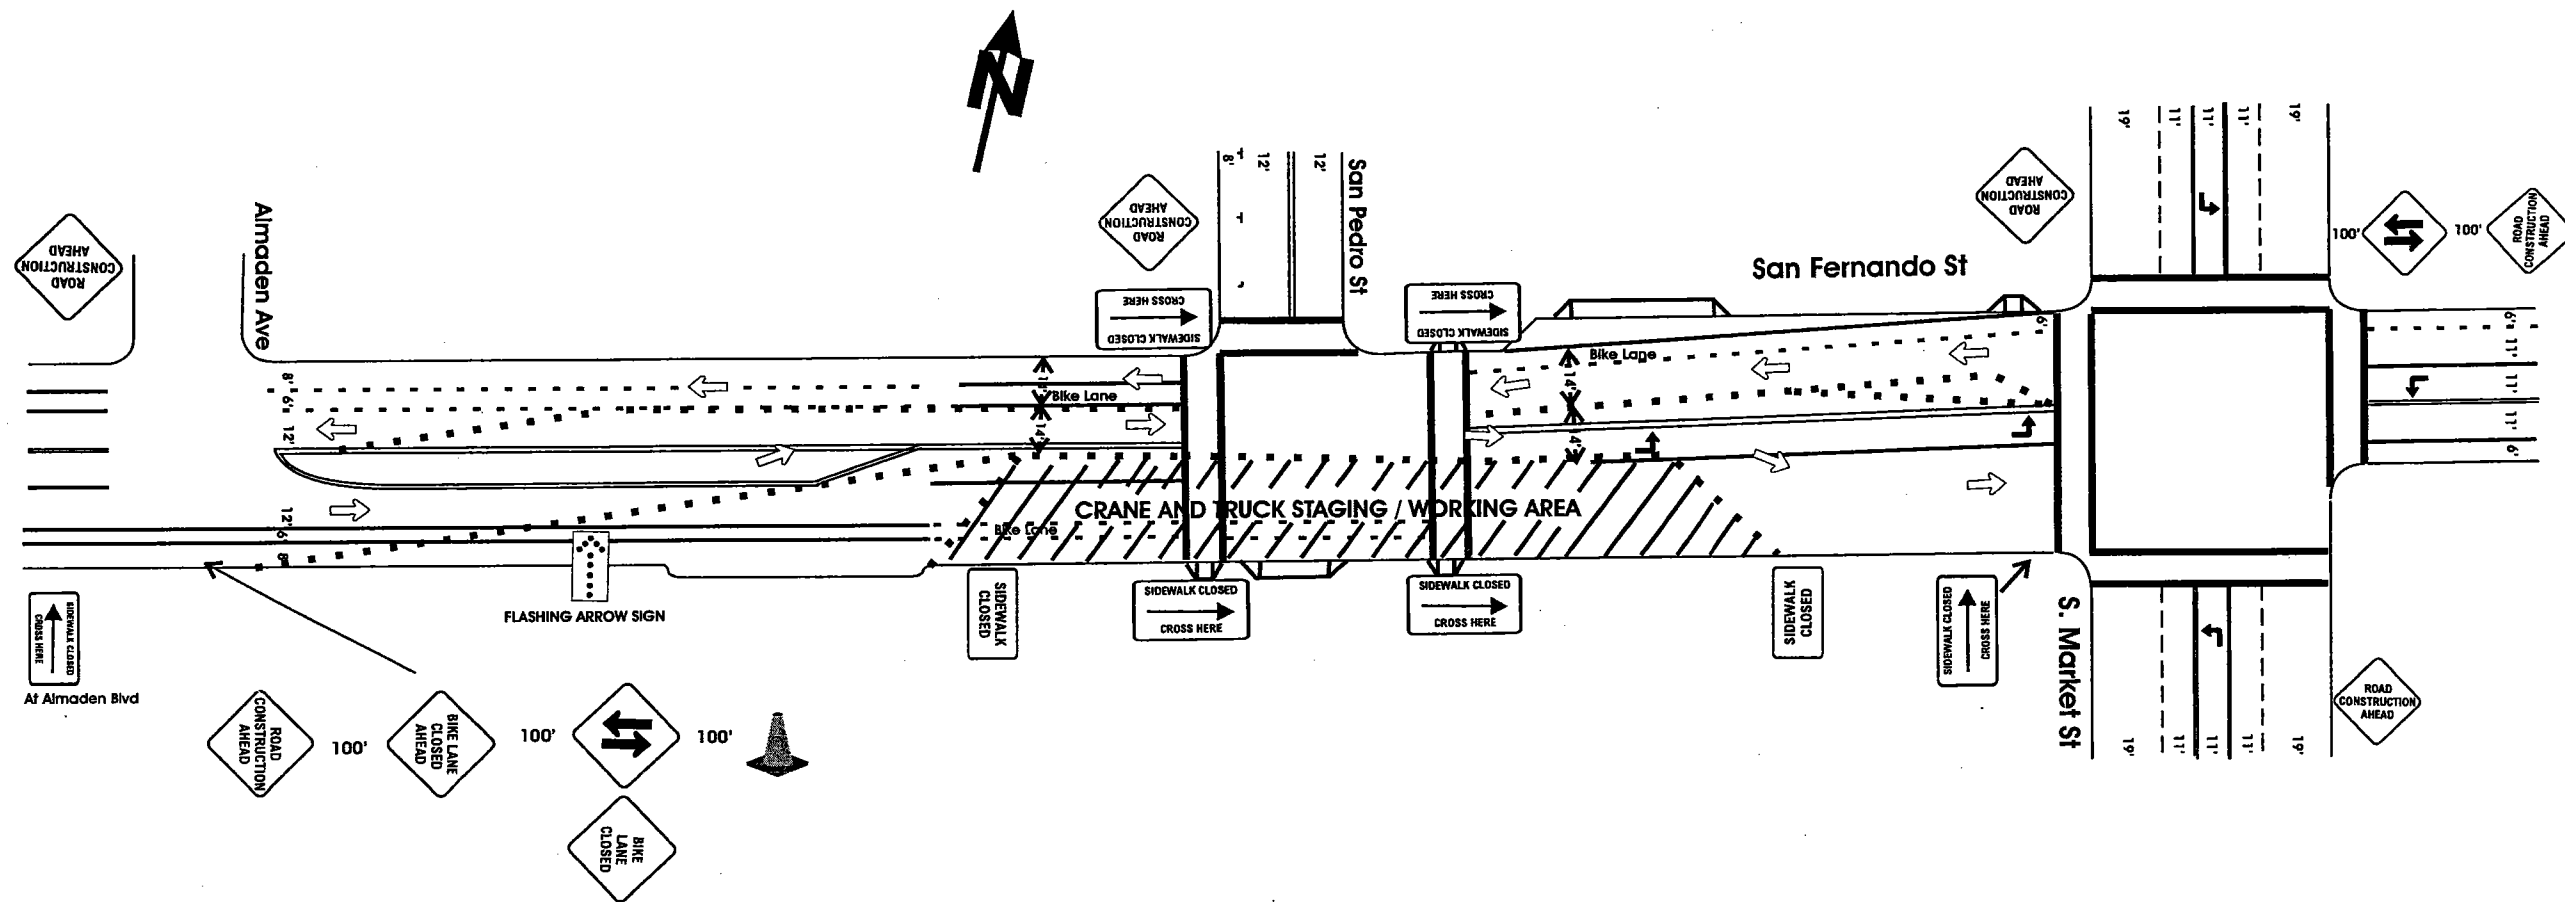 N
Almaden Ave
San Pedro St
San Fernando St
S. Market St
ROAD
CONSTRUCTION
AHEAD
ROAD
CONSTRUCTION
AHEAD
ROAD
CONSTRUCTION
AHEAD
100'
100'
ROAD
CONSTRUCTION
AHEAD
8'
12'
12'
19'
11'
11'
11'
19'
SIDEWALK CLOSED
CROSS HERE
SIDEWALK CLOSED
CROSS HERE
8'
6'
12'
Bike Lane
14'
Bike Lane
14'
14'
6'
6'
11'
11'
11'
6'
12'
6'
8'
CRANE AND TRUCK STAGING / WORKING AREA
Bike Lane
FLASHING ARROW SIGN
SIDEWALK CLOSED
CROSS HERE
At Almaden Blvd
SIDEWALK
CLOSED
SIDEWALK CLOSED
CROSS HERE
SIDEWALK CLOSED
CROSS HERE
SIDEWALK
CLOSED
SIDEWALK CLOSED
CROSS HERE
19'
11'
11'
11'
19'
ROAD
CONSTRUCTION
AHEAD
ROAD
CONSTRUCTION
AHEAD
100'
BIKE LANE
CLOSED
AHEAD
100'
100'
BIKE
LANE
CLOSED